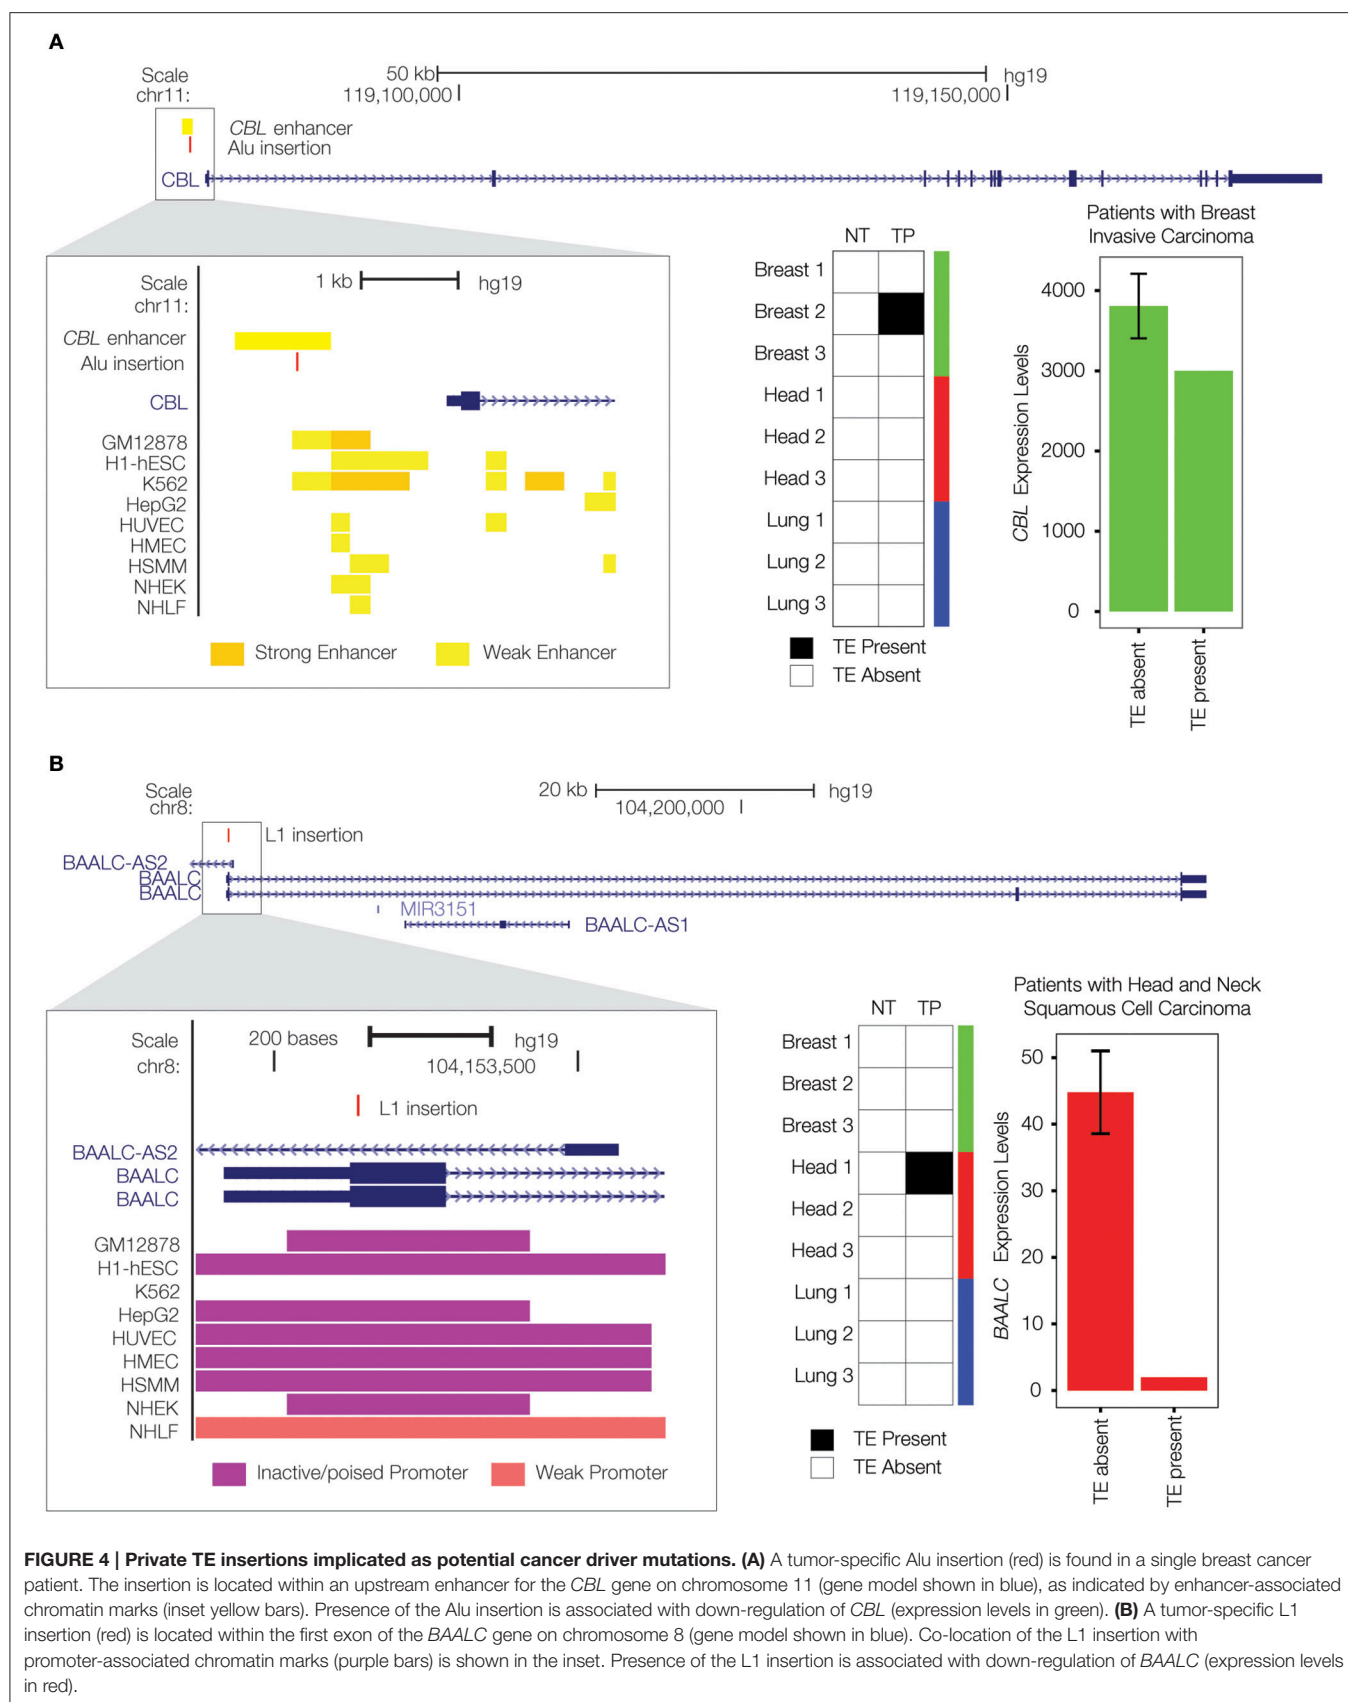 A
Scale 50 kb hg19
chr11: 119,100,000 119,150,000
CBL enhancer
Alu insertion
CBL
Scale 1 kb hg19
chr11:
CBL enhancer
Alu insertion
CBL
GM12878
H1-hESC
K562
HepG2
HUVEC
HMEC
HSMM
NHEK
NHLF
Strong Enhancer Weak Enhancer
NT TP
Breast 1
Breast 2
Breast 3
Head 1
Head 2
Head 3
Lung 1
Lung 2
Lung 3
TE Present
TE Absent
Patients with Breast
Invasive Carcinoma
CBL Expression Levels
4000
3000
2000
1000
0
TE absent
TE present
B
Scale 20 kb hg19
chr8: 104,200,000
L1 insertion
BAALC-AS2
BAALC
BAALC
MIR3151
BAALC-AS1
Scale 200 bases hg19
chr8: 104,153,500
L1 insertion
BAALC-AS2
BAALC
BAALC
GM12878
H1-hESC
K562
HepG2
HUVEC
HMEC
HSMM
NHEK
NHLF
Inactive/poised Promoter Weak Promoter
NT TP
Breast 1
Breast 2
Breast 3
Head 1
Head 2
Head 3
Lung 1
Lung 2
Lung 3
TE Present
TE Absent
Patients with Head and Neck
Squamous Cell Carcinoma
BAALC Expression Levels
50
40
30
20
10
0
TE absent
TE present
FIGURE 4 | Private TE insertions implicated as potential cancer driver mutations. (A) A tumor-specific Alu insertion (red) is found in a single breast cancer
patient. The insertion is located within an upstream enhancer for the CBL gene on chromosome 11 (gene model shown in blue), as indicated by enhancer-associated
chromatin marks (inset yellow bars). Presence of the Alu insertion is associated with down-regulation of CBL (expression levels in green). (B) A tumor-specific L1
insertion (red) is located within the first exon of the BAALC gene on chromosome 8 (gene model shown in blue). Co-location of the L1 insertion with
promoter-associated chromatin marks (purple bars) is shown in the inset. Presence of the L1 insertion is associated with down-regulation of BAALC (expression levels
in red).